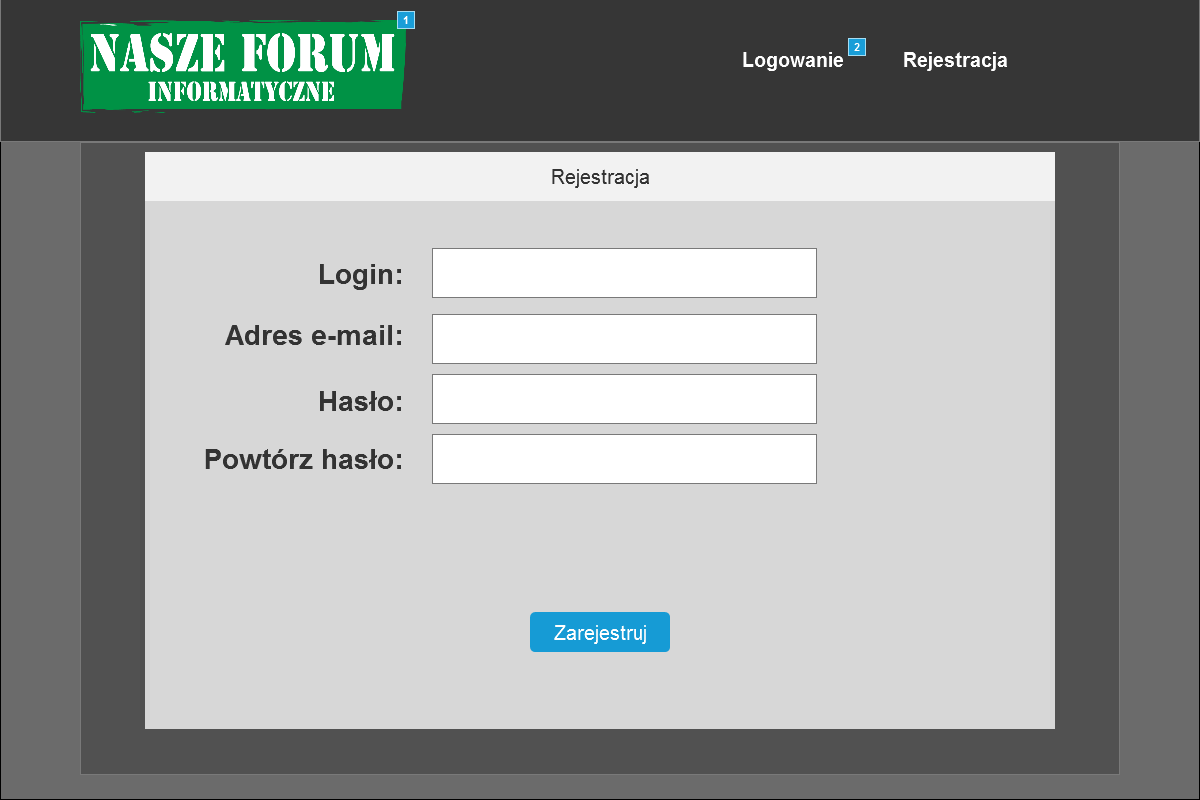 NASZE FORUM 1
INFORMATYCZNE
Logowanie 2 Rejestracja
Rejestracja
Login:
Adres e-mail:
Hasło:
Powtórz hasło:
Zarejestruj